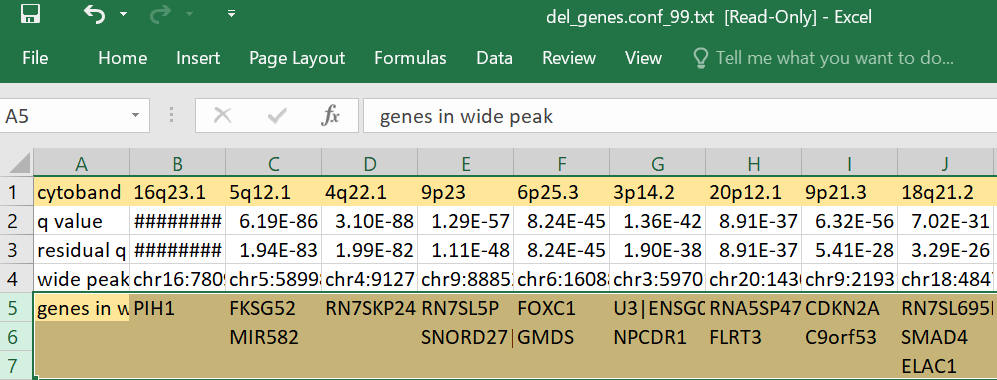 del_genes.conf_99.txt [Read-Only] - Excel
File Home Insert Page Layout Formulas Data Review View Tell me what you want to do...
A5 fx genes in wide peak
A B C D E F G H I J
1 cytoband 16q23.1 5q12.1 4q22.1 9p23 6p25.3 3p14.2 20p12.1 9p21.3 18q21.2
2 q value ######## 6.19E-86 3.10E-88 1.29E-57 8.24E-45 1.36E-42 8.91E-37 6.32E-56 7.02E-31
3 residual q ######## 1.94E-83 1.99E-82 1.11E-48 8.24E-45 1.90E-38 8.91E-37 5.41E-28 3.29E-26
4 wide peak chr16:780 chr5:5899 chr4:9127 chr9:8885 chr6:1608 chr3:5970 chr20:143 chr9:2193 chr18:484
5 genes in w PIH1 FKSG52 RN7SKP24 RN7SL5P FOXC1 U3|ENSG RNA5SP47 CDKN2A RN7SL695
6 MIR582 SNORD27| GMDS NPCDR1 FLRT3 C9orf53 SMAD4
7 ELAC1